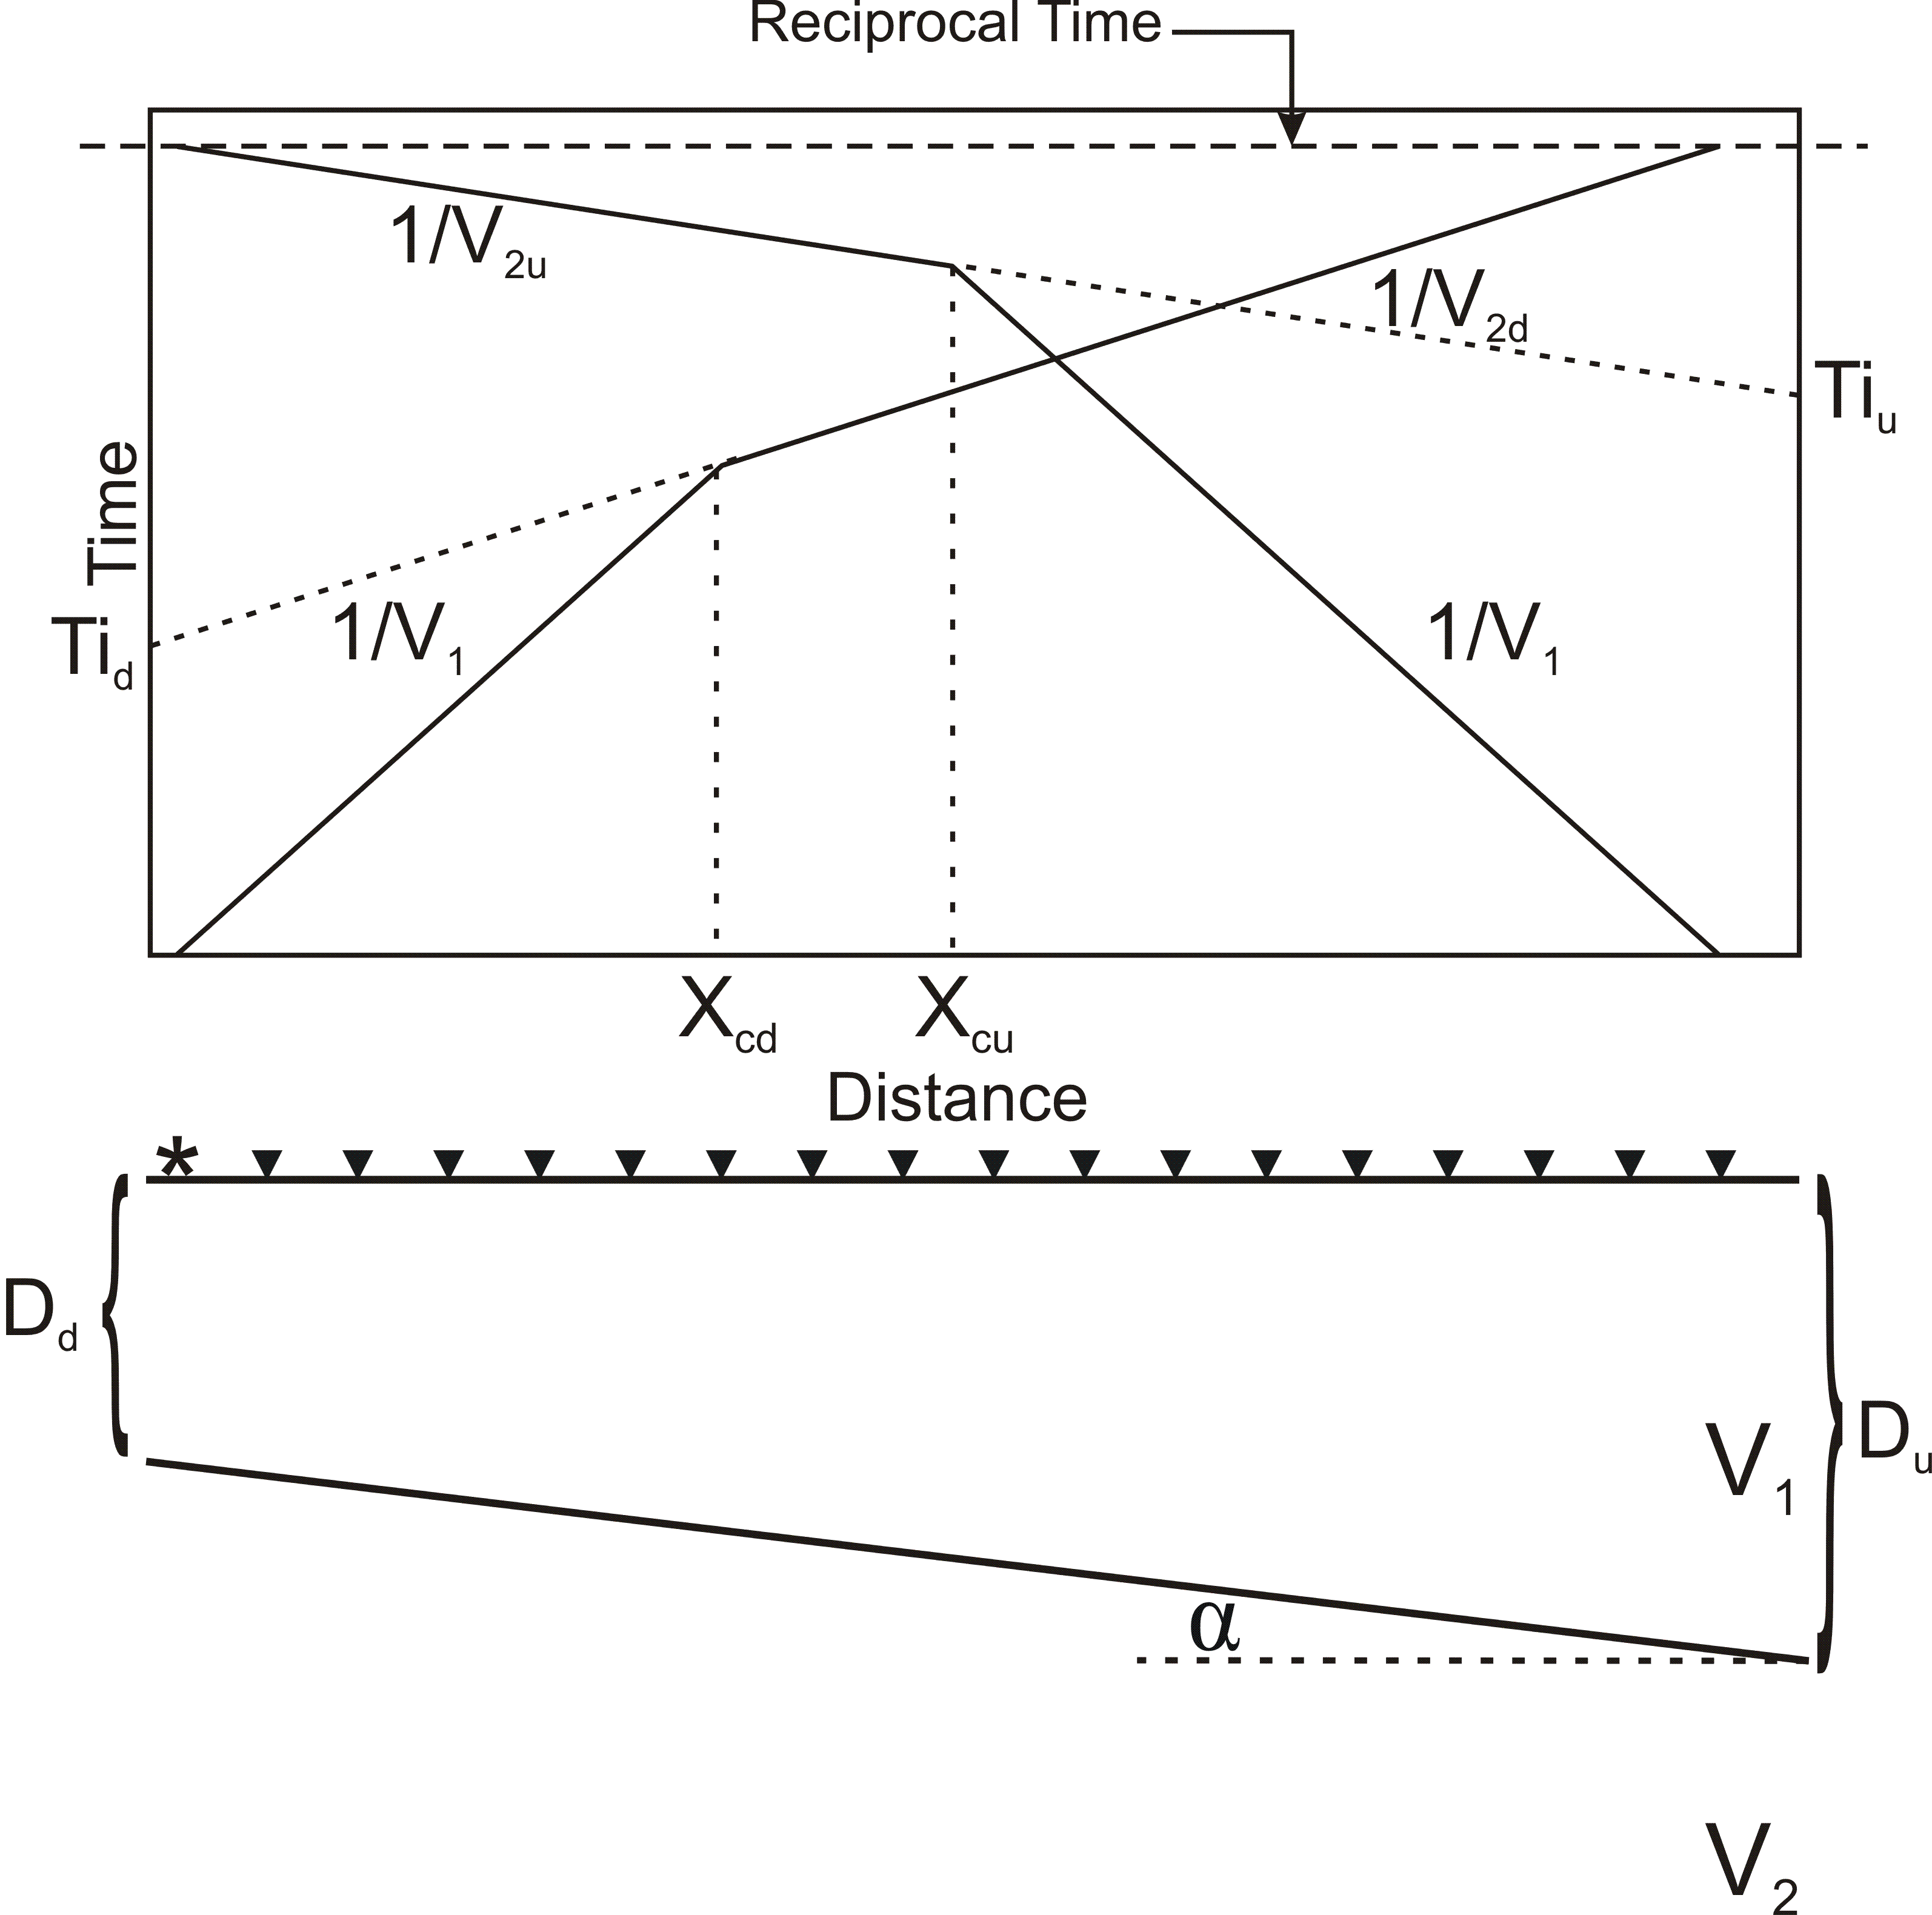 Reciprocal Time
1/V2u
1/V2d
Tiu
Time
Tid
1/V1
1/V1
Xcd
Xcu
Distance
*
Dd
V1
Du
α
V2